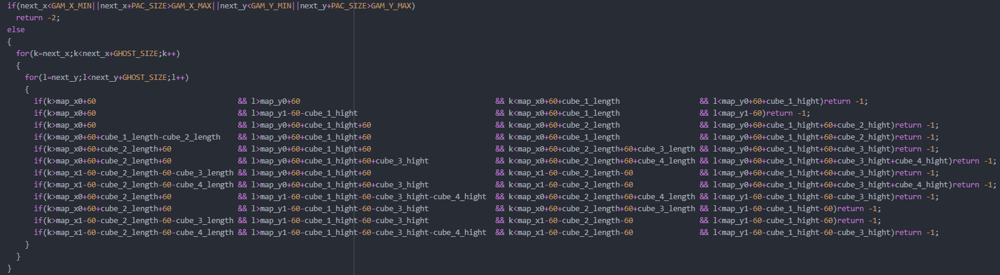 if(next_x<GAM_X_MIN||next_x+PAC_SIZE>GAM_X_MAX||next_y<GAM_Y_MIN||next_y+PAC_SIZE>GAM_Y_MAX)
  return -2;
else
{
  for(k=next_x;k<next_x+GHOST_SIZE;k++)
  {
    for(l=next_y;l<next_y+GHOST_SIZE;l++)
    {
      if(k>map_x0+60                                && l>map_y0+60                                            && k<map_x0+60+cube_1_length                  && l<map_y0+60+cube_1_hight)return -1;
      if(k>map_x0+60                                && l>map_y1-60-cube_1_hight                               && k<map_x0+60+cube_1_length                  && l<map_y1-60)return -1;
      if(k>map_x0+60                                && l>map_y0+60+cube_1_hight+60                            && k<map_x0+60+cube_2_length                  && l<map_y0+60+cube_1_hight+60+cube_2_hight)return -1;
      if(k>map_x0+60+cube_1_length-cube_2_length    && l>map_y0+60+cube_1_hight+60                            && k<map_x0+60+cube_1_length                  && l<map_y0+60+cube_1_hight+60+cube_2_hight)return -1;
      if(k>map_x0+60+cube_2_length+60               && l>map_y0+60+cube_1_hight+60                            && k<map_x0+60+cube_2_length+60+cube_3_length && l<map_y0+60+cube_1_hight+60+cube_3_hight)return -1;
      if(k>map_x0+60+cube_2_length+60               && l>map_y0+60+cube_1_hight+60+cube_3_hight               && k<map_x0+60+cube_2_length+60+cube_4_length && l<map_y0+60+cube_1_hight+60+cube_3_hight+cube_4_hight)return -1;
      if(k>map_x1-60-cube_2_length-60-cube_3_length && l>map_y0+60+cube_1_hight+60                            && k<map_x1-60-cube_2_length-60               && l<map_y0+60+cube_1_hight+60+cube_3_hight)return -1;
      if(k>map_x1-60-cube_2_length-60-cube_4_length && l>map_y0+60+cube_1_hight+60+cube_3_hight               && k<map_x1-60-cube_2_length-60               && l<map_y0+60+cube_1_hight+60+cube_3_hight+cube_4_hight)return -1;
      if(k>map_x0+60+cube_2_length+60               && l>map_y1-60-cube_1_hight-60-cube_3_hight-cube_4_hight  && k<map_x0+60+cube_2_length+60+cube_4_length && l<map_y1-60-cube_1_hight-60-cube_3_hight)return -1;
      if(k>map_x0+60+cube_2_length+60               && l>map_y1-60-cube_1_hight-60-cube_3_hight               && k<map_x0+60+cube_2_length+60+cube_3_length && l<map_y1-60-cube_1_hight-60)return -1;
      if(k>map_x1-60-cube_2_length-60-cube_3_length && l>map_y1-60-cube_1_hight-60-cube_3_hight               && k<map_x1-60-cube_2_length-60               && l<map_y1-60-cube_1_hight-60)return -1;
      if(k>map_x1-60-cube_2_length-60-cube_4_length && l>map_y1-60-cube_1_hight-60-cube_3_hight-cube_4_hight  && k<map_x1-60-cube_2_length-60               && l<map_y1-60-cube_1_hight-60-cube_3_hight)return -1;
    }
  }
}